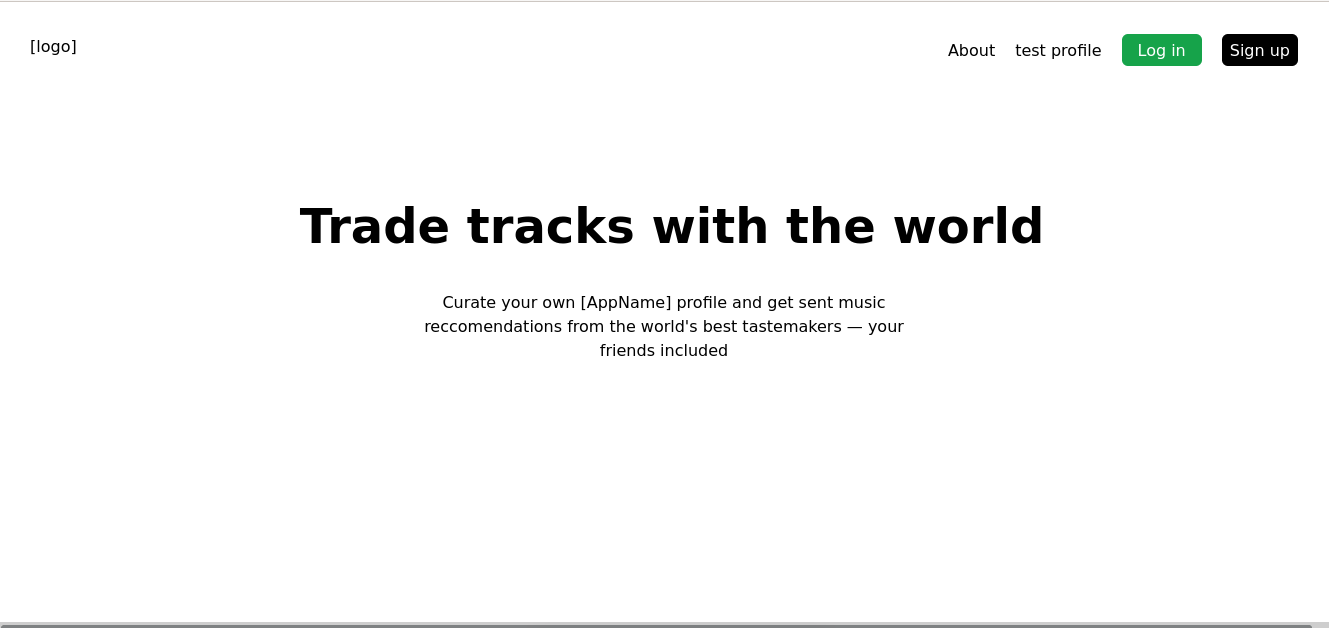 [logo]
About test profile Log in Sign up
Trade tracks with the world
Curate your own [AppName] profile and get sent music
reccomendations from the world's best tastemakers — your
friends included